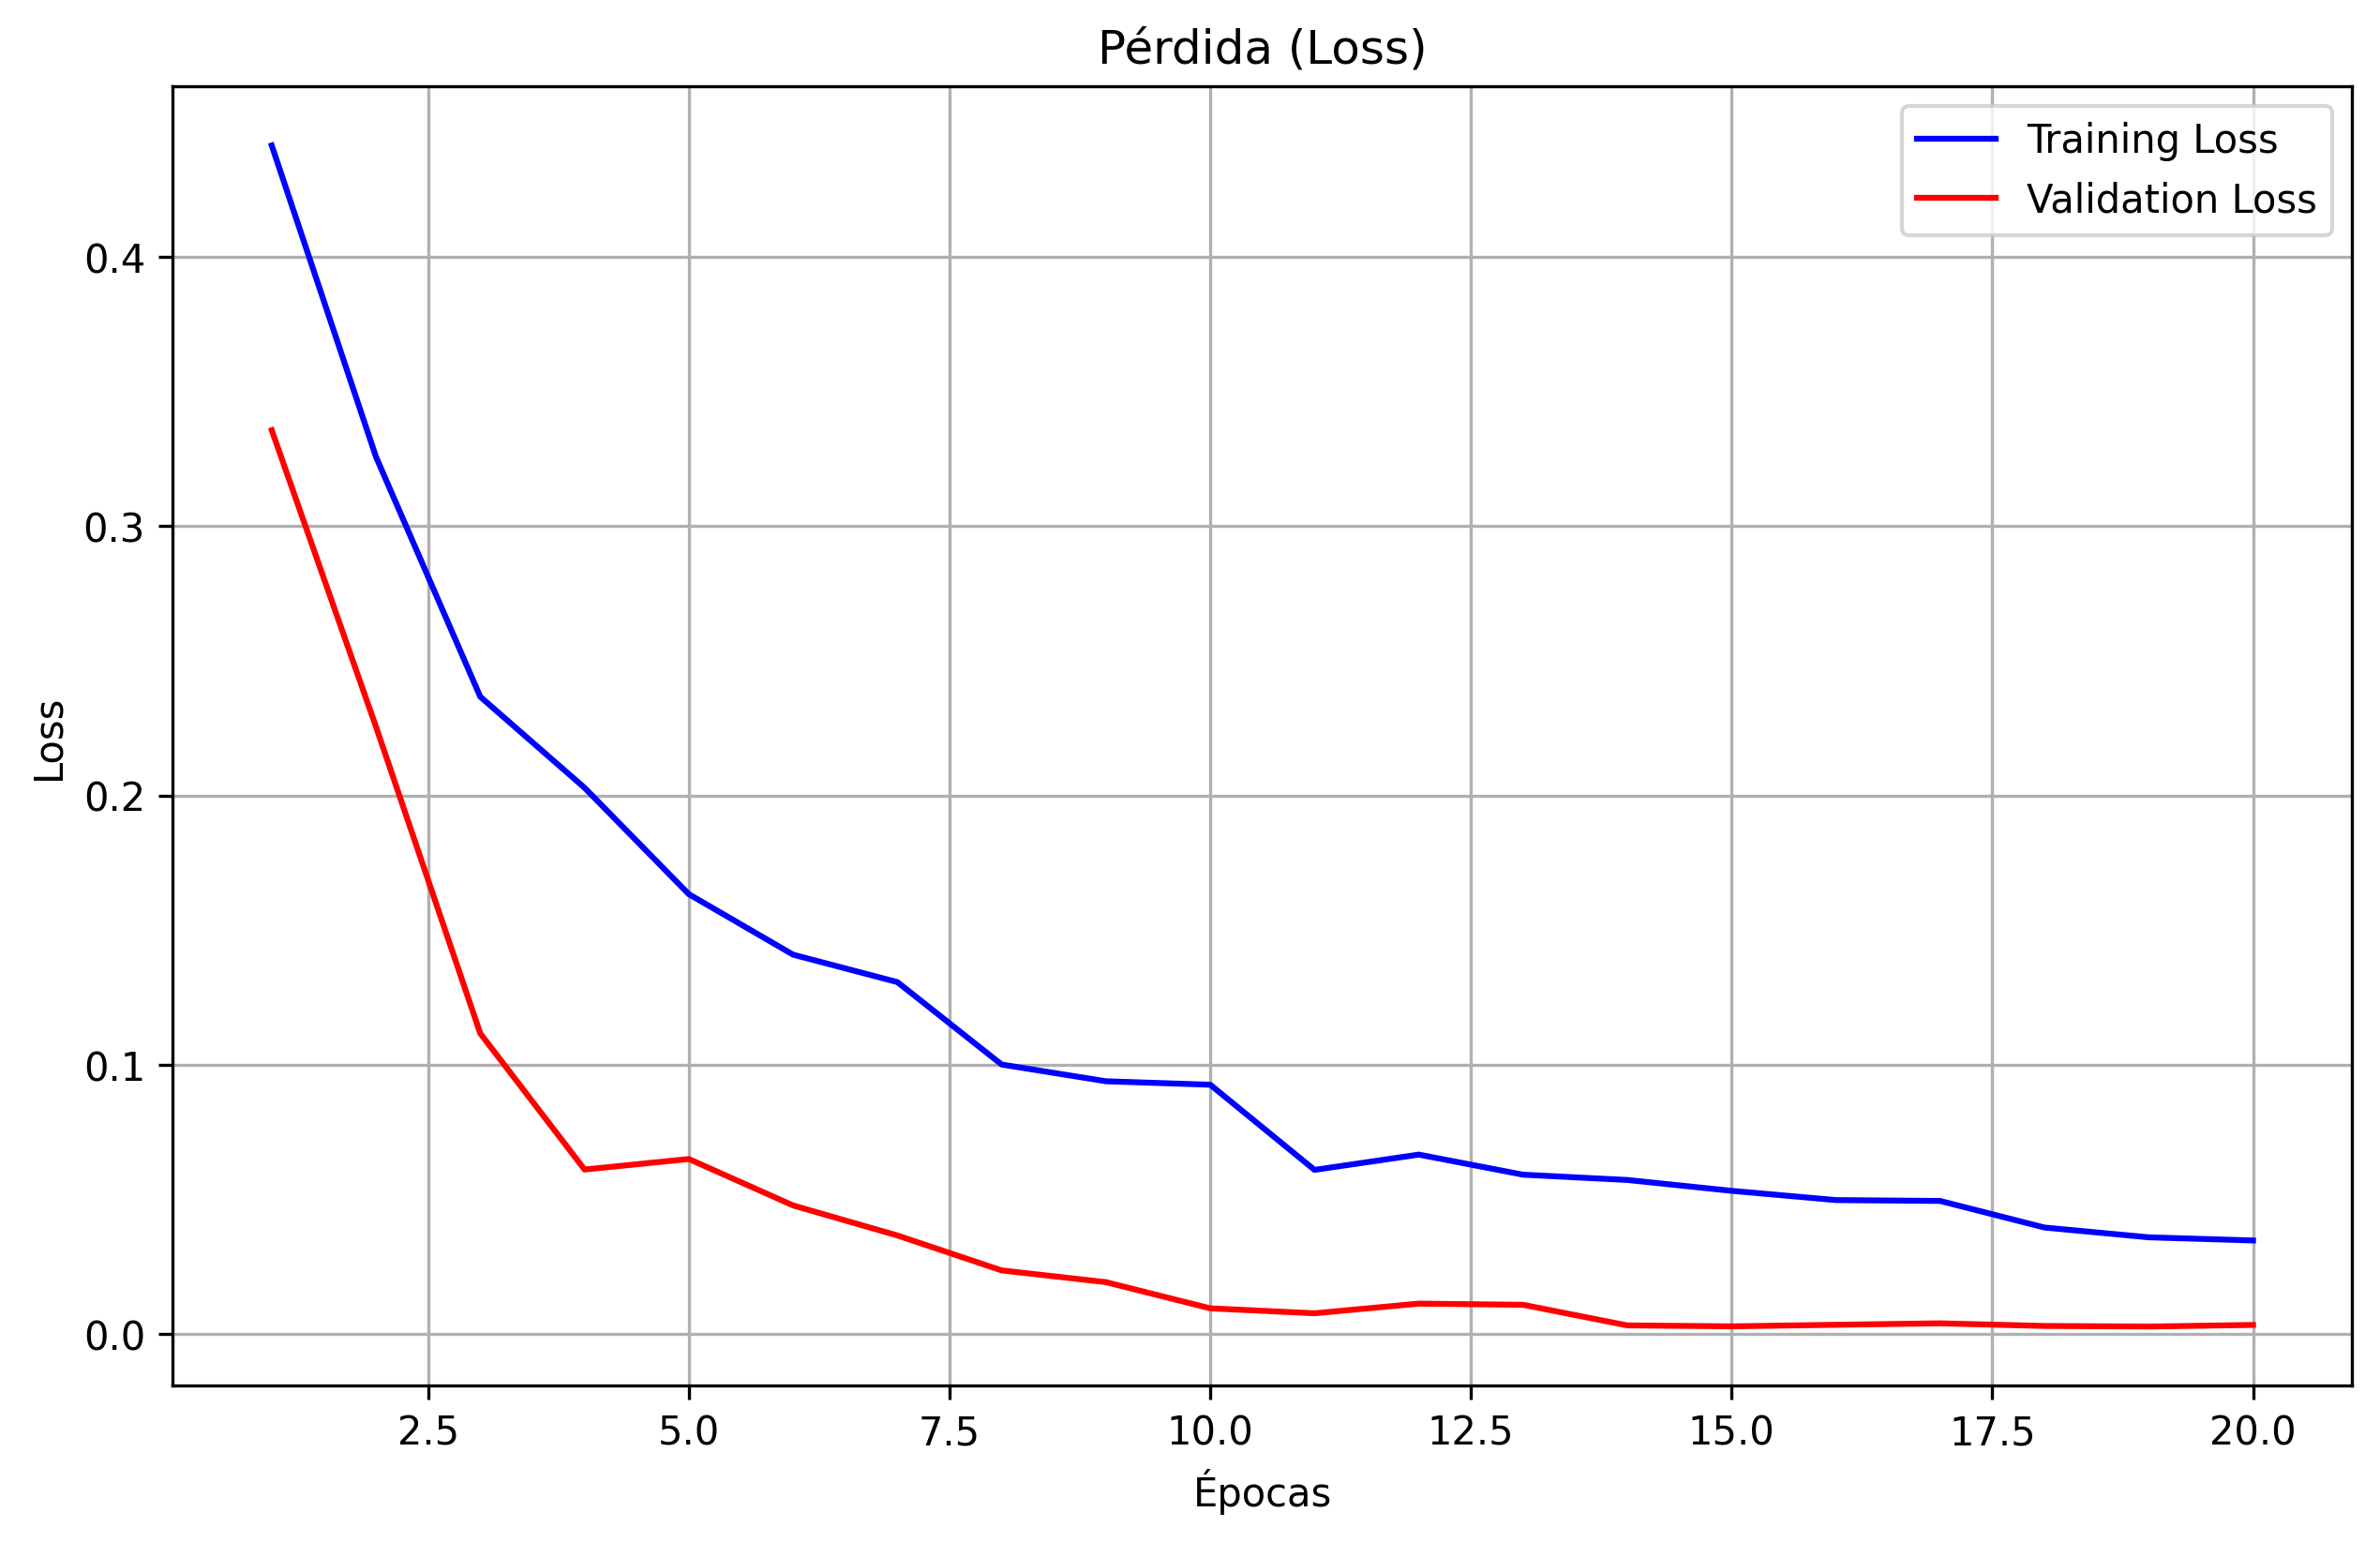 Pérdida (Loss)
Training Loss
Validation Loss
0.4
0.3
0.2
0.1
0.0
Loss
2.5 5.0 7.5 10.0 12.5 15.0 17.5 20.0
Épocas